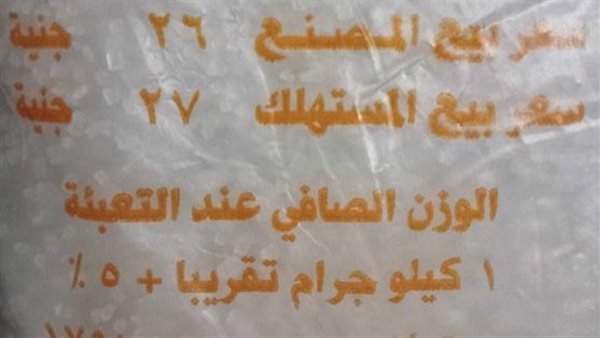 سعر بيع المصنع ٢٦ جنية
سعر بيع المستهلك ٢٧ جنية
الوزن الصافي عند التعبئة
١ كيلو جرام تقريبا + ٥ ٪